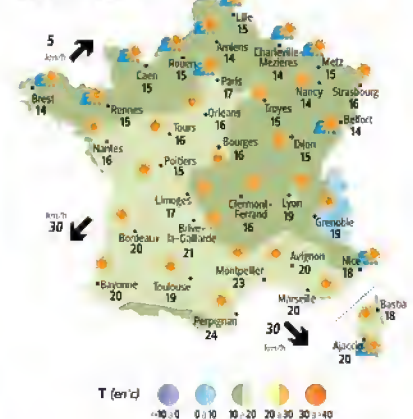 Lille
15
5
km/h
Amiens
14
Charleville-
Mezieres
14
Rouen
15
Metz
15
Caen
15
Paris
17
Nancy
14
Strasbourg
16
Brest
14
Rennes
15
Troyes
15
Orleans
16
Belfort
14
Tours
16
Bourges
16
Dijon
15
Nantes
16
Poitiers
15
Limoges
17
Clermont-
Ferrand
16
Lyon
19
Grenoble
19
km/h
30
Bordeaux
20
Brive-
la-Gaillarde
21
Avignon
20
Nice
18
Montpellier
23
Bayonne
20
Toulouse
19
Marseille
20
Bastia
18
Perpignan
24
30
km/h
Ajaccio
20
T (en°c)
-10 à 0 0 à 10 10 à 20 20 à 30 30 à 40